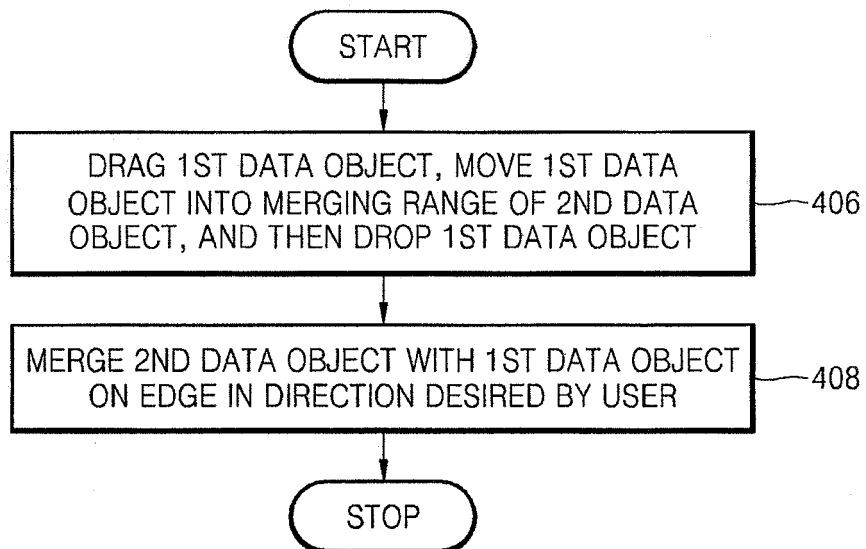 START
DRAG 1ST DATA OBJECT, MOVE 1ST DATA
OBJECT INTO MERGING RANGE OF 2ND DATA
OBJECT, AND THEN DROP 1ST DATA OBJECT
406
MERGE 2ND DATA OBJECT WITH 1ST DATA OBJECT
ON EDGE IN DIRECTION DESIRED BY USER
408
STOP